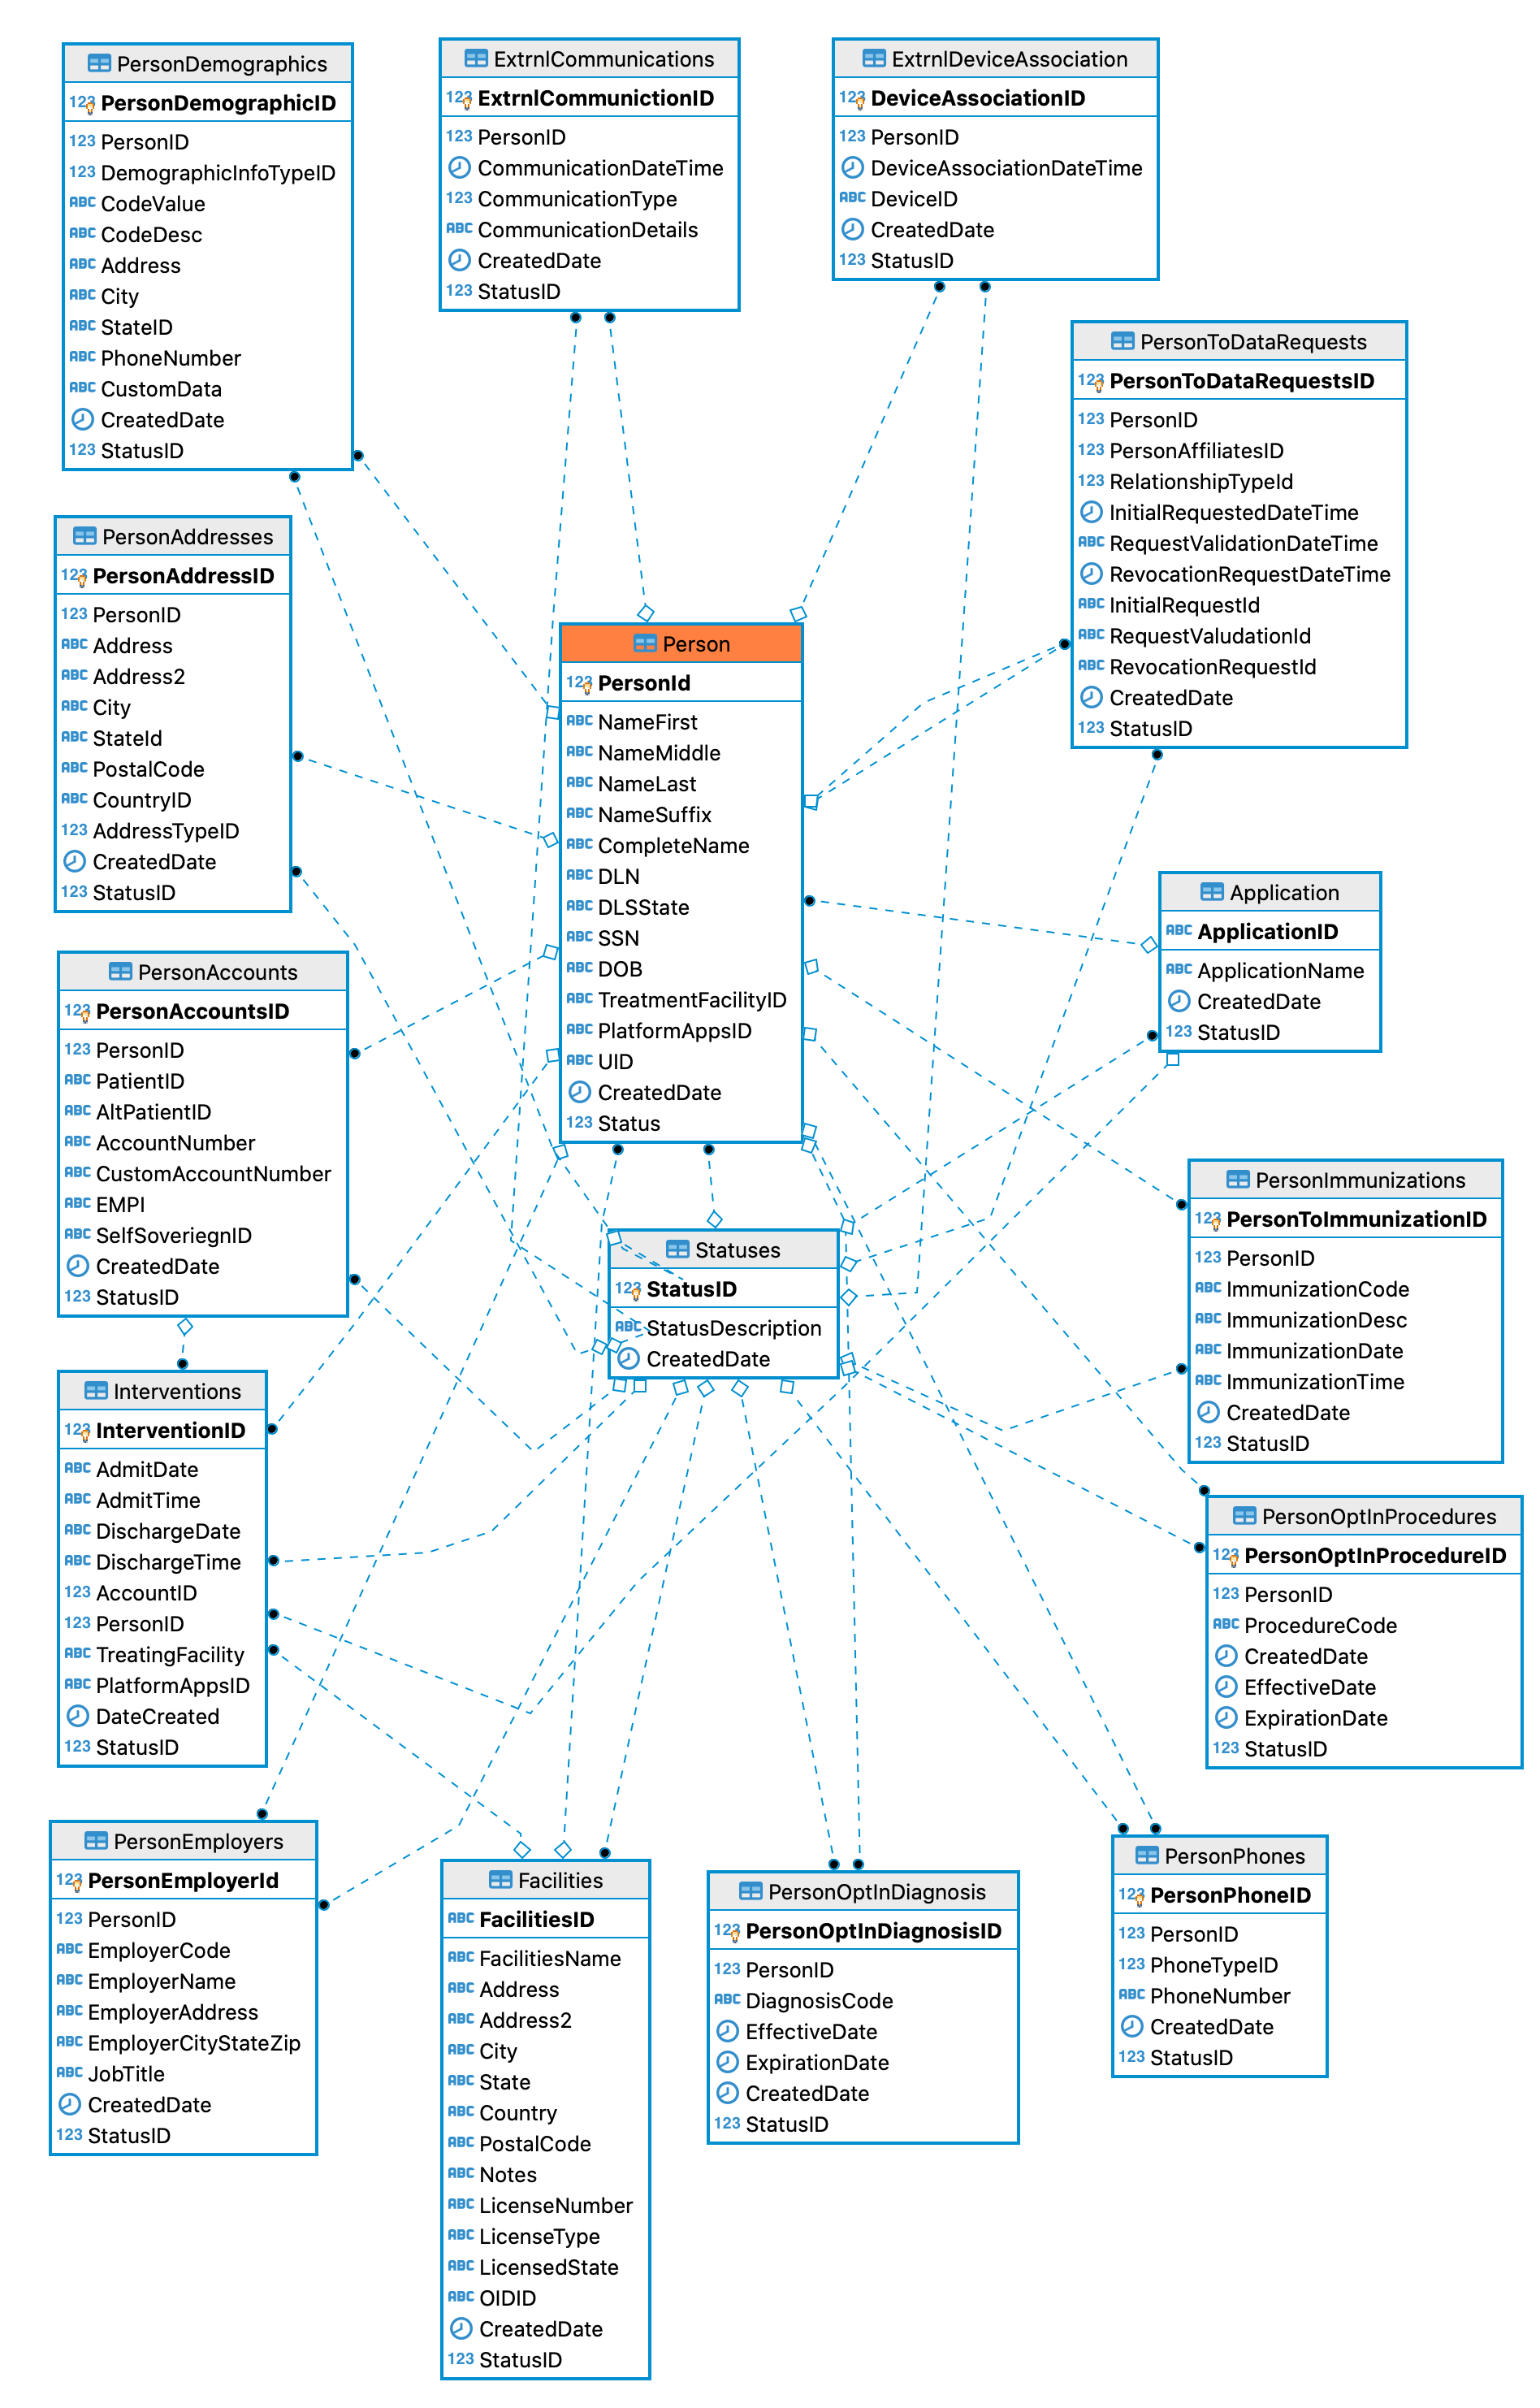 PersonDemographics
123 PersonDemographicID
123 PersonID
123 DemographicInfoTypeID
ABC CodeValue
ABC CodeDesc
ABC Address
ABC City
ABC StateID
ABC PhoneNumber
ABC CustomData
CreatedDate
123 StatusID
ExtrnlCommunications
123 ExtrnlCommunictionID
123 PersonID
CommunicationDateTime
123 CommunicationType
ABC CommunicationDetails
CreatedDate
123 StatusID
ExtrnlDeviceAssociation
123 DeviceAssociationID
123 PersonID
DeviceAssociationDateTime
ABC DeviceID
CreatedDate
123 StatusID
PersonToDataRequests
123 PersonToDataRequestsID
123 PersonID
123 PersonAffiliatesID
123 RelationshipTypeId
InitialRequestedDateTime
ABC RequestValidationDateTime
RevocationRequestDateTime
ABC InitialRequestId
ABC RequestValudationId
ABC RevocationRequestId
CreatedDate
123 StatusID
PersonAddresses
123 PersonAddressID
123 PersonID
ABC Address
ABC Address2
ABC City
ABC StateId
ABC PostalCode
ABC CountryID
123 AddressTypeID
CreatedDate
123 StatusID
Person
123 PersonId
ABC NameFirst
ABC NameMiddle
ABC NameLast
ABC NameSuffix
ABC CompleteName
ABC DLN
ABC DLSState
ABC SSN
ABC DOB
ABC TreatmentFacilityID
ABC PlatformAppsID
ABC UID
CreatedDate
123 Status
Application
ABC ApplicationID
ABC ApplicationName
CreatedDate
123 StatusID
PersonAccounts
123 PersonAccountsID
123 PersonID
ABC PatientID
ABC AltPatientID
ABC AccountNumber
ABC CustomAccountNumber
ABC EMPI
ABC SelfSoveriegnID
CreatedDate
123 StatusID
Statuses
123 StatusID
ABC StatusDescription
CreatedDate
PersonImmunizations
123 PersonToImmunizationID
123 PersonID
ABC ImmunizationCode
ABC ImmunizationDesc
ABC ImmunizationDate
ABC ImmunizationTime
CreatedDate
123 StatusID
Interventions
123 InterventionID
ABC AdmitDate
ABC AdmitTime
ABC DischargeDate
ABC DischargeTime
123 AccountID
123 PersonID
ABC TreatingFacility
ABC PlatformAppsID
DateCreated
123 StatusID
PersonOptInProcedures
123 PersonOptInProcedureID
123 PersonID
ABC ProcedureCode
CreatedDate
EffectiveDate
ExpirationDate
123 StatusID
PersonEmployers
123 PersonEmployerId
123 PersonID
ABC EmployerCode
ABC EmployerName
ABC EmployerAddress
ABC EmployerCityStateZip
ABC JobTitle
CreatedDate
123 StatusID
Facilities
ABC FacilitiesID
ABC FacilitiesName
ABC Address
ABC Address2
ABC City
ABC State
ABC Country
ABC PostalCode
ABC Notes
ABC LicenseNumber
ABC LicenseType
ABC LicensedState
ABC OIDID
CreatedDate
123 StatusID
PersonOptInDiagnosis
123 PersonOptInDiagnosisID
123 PersonID
ABC DiagnosisCode
EffectiveDate
ExpirationDate
CreatedDate
123 StatusID
PersonPhones
123 PersonPhoneID
123 PersonID
123 PhoneTypeID
ABC PhoneNumber
CreatedDate
123 StatusID